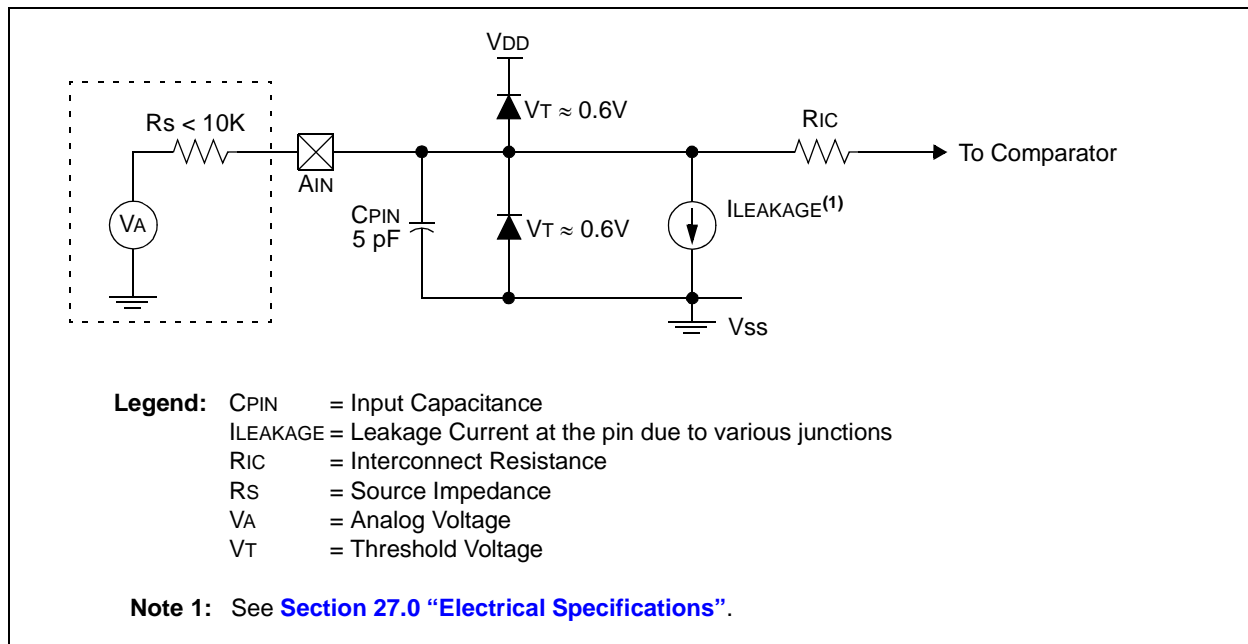 VDD
VT ≈ 0.6V
Rs < 10K
RIC
To Comparator
AIN
CPIN
5 pF
VT ≈ 0.6V
ILEAKAGE(1)
VA
Vss
Legend: CPIN = Input Capacitance
ILEAKAGE = Leakage Current at the pin due to various junctions
RIC = Interconnect Resistance
RS = Source Impedance
VA = Analog Voltage
VT = Threshold Voltage
Note 1: See Section 27.0 “Electrical Specifications”.